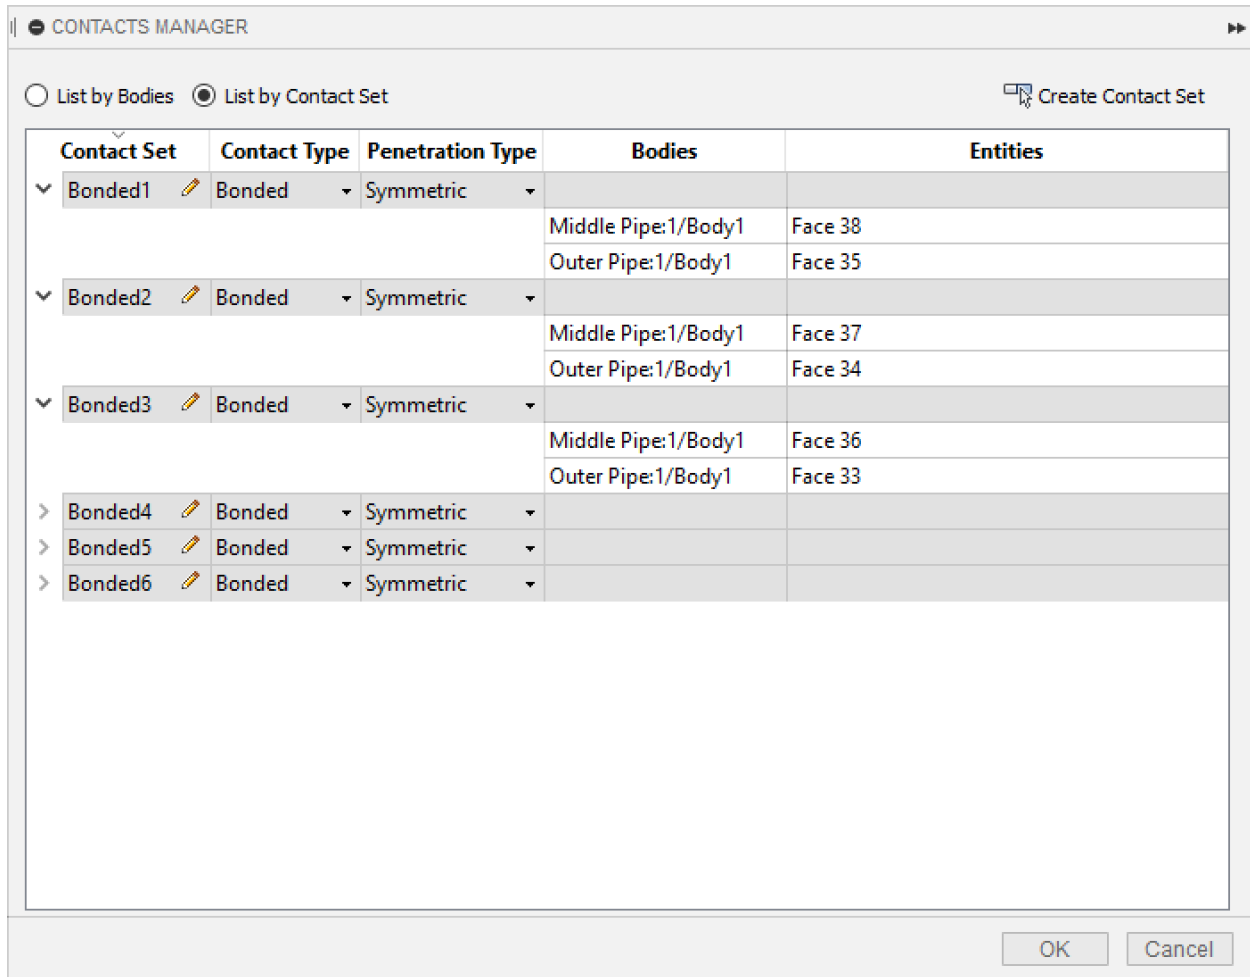 CONTACTS MANAGER
List by Bodies List by Contact Set Create Contact Set
Contact Set Contact Type Penetration Type Bodies Entities
Bonded1 Bonded Symmetric
Middle Pipe:1/Body1 Face 38
Outer Pipe:1/Body1 Face 35
Bonded2 Bonded Symmetric
Middle Pipe:1/Body1 Face 37
Outer Pipe:1/Body1 Face 34
Bonded3 Bonded Symmetric
Middle Pipe:1/Body1 Face 36
Outer Pipe:1/Body1 Face 33
Bonded4 Bonded Symmetric
Bonded5 Bonded Symmetric
Bonded6 Bonded Symmetric
OK Cancel